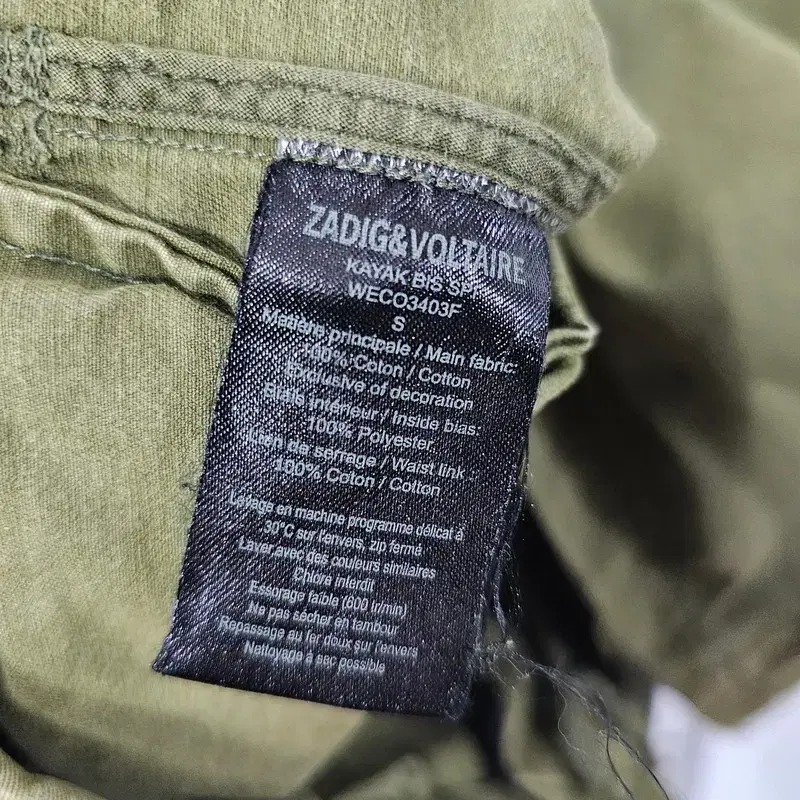 ZADIG&VOLTAIRE
KAYAK BIS SPI
WECO3403F
S
Matière principale / Main fabric:
100% Coton / Cotton
Exclusive of decoration
Biais intérieur / Inside bias:
100% Polyester
Lien de serrage / Waist link :
100% Coton / Cotton
Lavage en machine programme délicat à
30°C sur l'envers, zip fermé
Laver avec des couleurs similaires
Chlore interdit
Essorage faible (600 tr/min)
Ne pas sécher en tambour
Repassage au fer doux sur l'envers
Nettoyage à sec possible